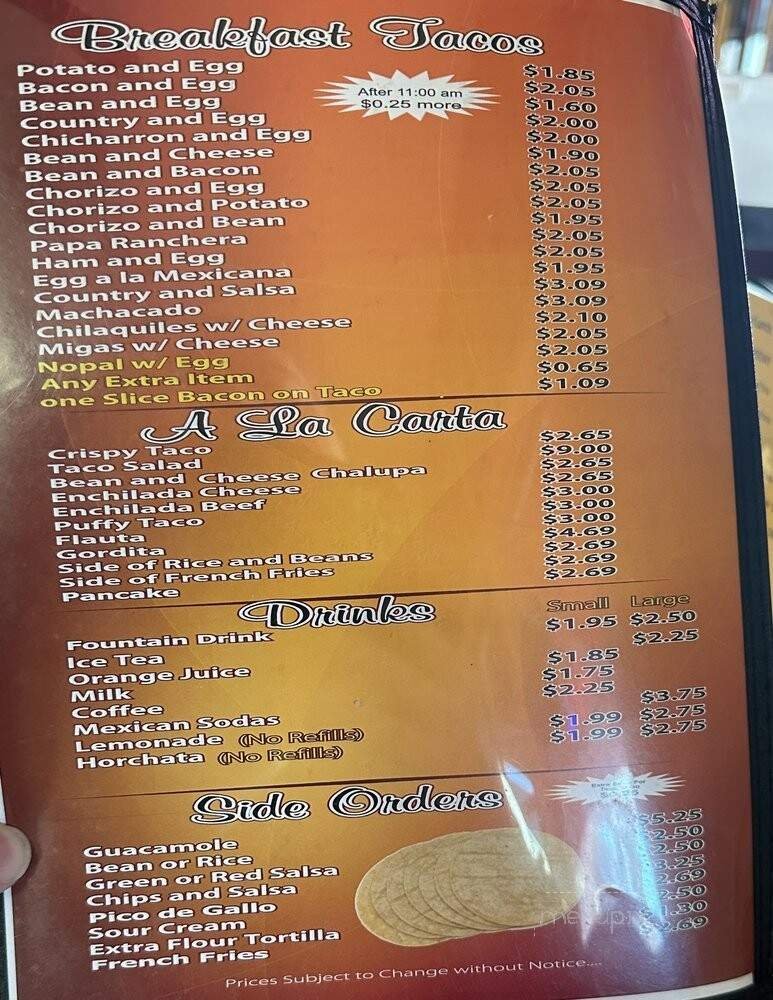 Breakfast Tacos
After 11:00 am
$0.25 more
Potato and Egg $1.85
Bacon and Egg $2.05
Bean and Egg $1.60
Country and Egg $2.00
Chicharron and Egg $2.00
Bean and Cheese $1.90
Bean and Bacon $2.05
Chorizo and Egg $2.05
Chorizo and Potato $2.05
Chorizo and Bean $1.95
Papa Ranchera $2.05
Ham and Egg $2.05
Egg a la Mexicana $1.95
Country and Salsa $3.09
Machacado $3.09
Chilaquiles w/ Cheese $2.10
Migas w/ Cheese $2.05
Nopal w/ Egg $2.05
Any Extra Item $0.65
one Slice Bacon on Taco $1.09
A La Carta
Crispy Taco $2.65
Taco Salad $9.00
Bean and Cheese Chalupa $2.65
Enchilada Cheese $2.65
Enchilada Beef $3.00
Puffy Taco $3.00
Flauta $3.00
Gordita $4.69
Side of Rice and Beans $2.69
Side of French Fries $2.69
Pancake $2.69
Drinks Small Large
Fountain Drink $1.95 $2.50
Ice Tea $2.25
Orange Juice $1.85
Milk $1.75
Coffee $2.25
Mexican Sodas $3.75
Lemonade (No Refills) $1.99 $2.75
Horchata (No Refills) $1.99 $2.75
Side Orders
Guacamole $5.25
Bean or Rice $2.50
Green or Red Salsa 2.50
Chips and Salsa 3.25
Pico de Gallo 2.69
Sour Cream .50
Extra Flour Tortilla .30
French Fries $2.69
Prices Subject to Change without Notice....